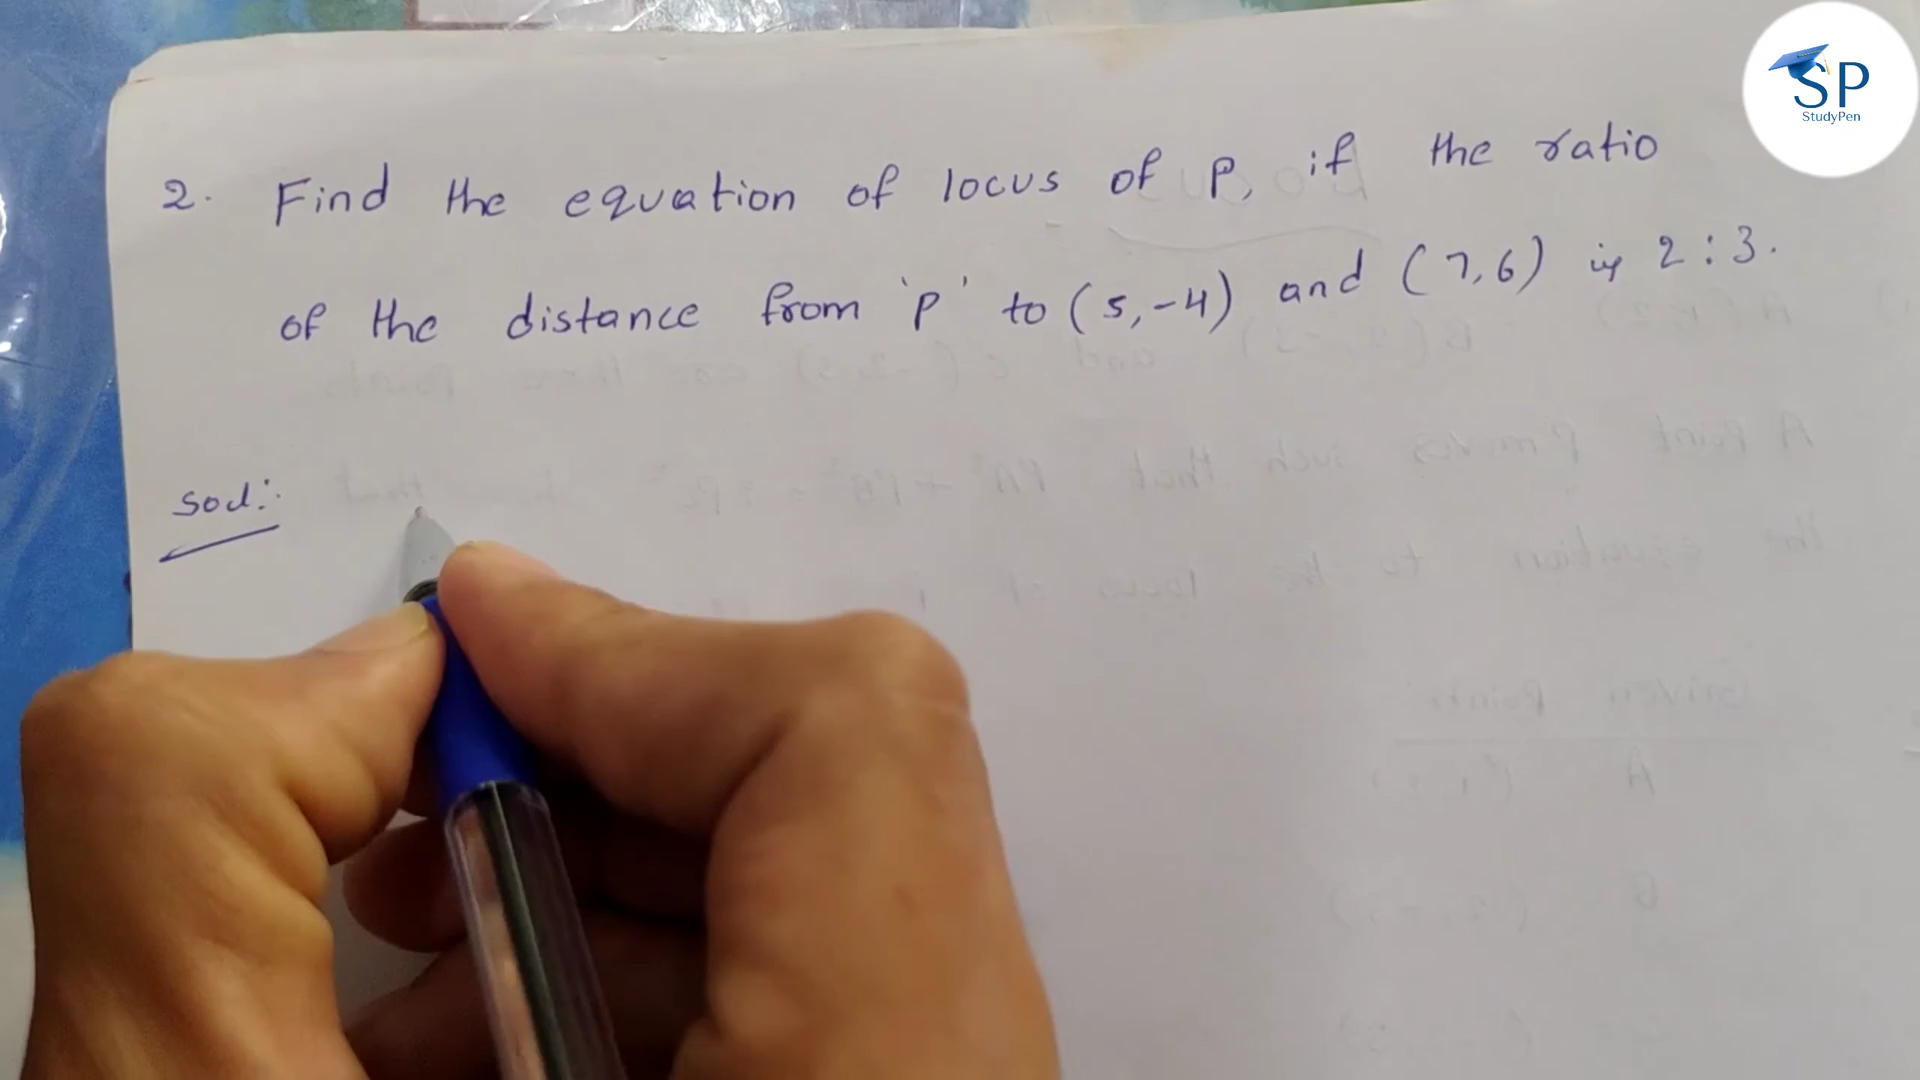 SP
StudyPen
2. Find the equation of locus of P, if the ratio
of the distance from 'P' to (5,-4) and (7,6) is 2:3.
Sol: